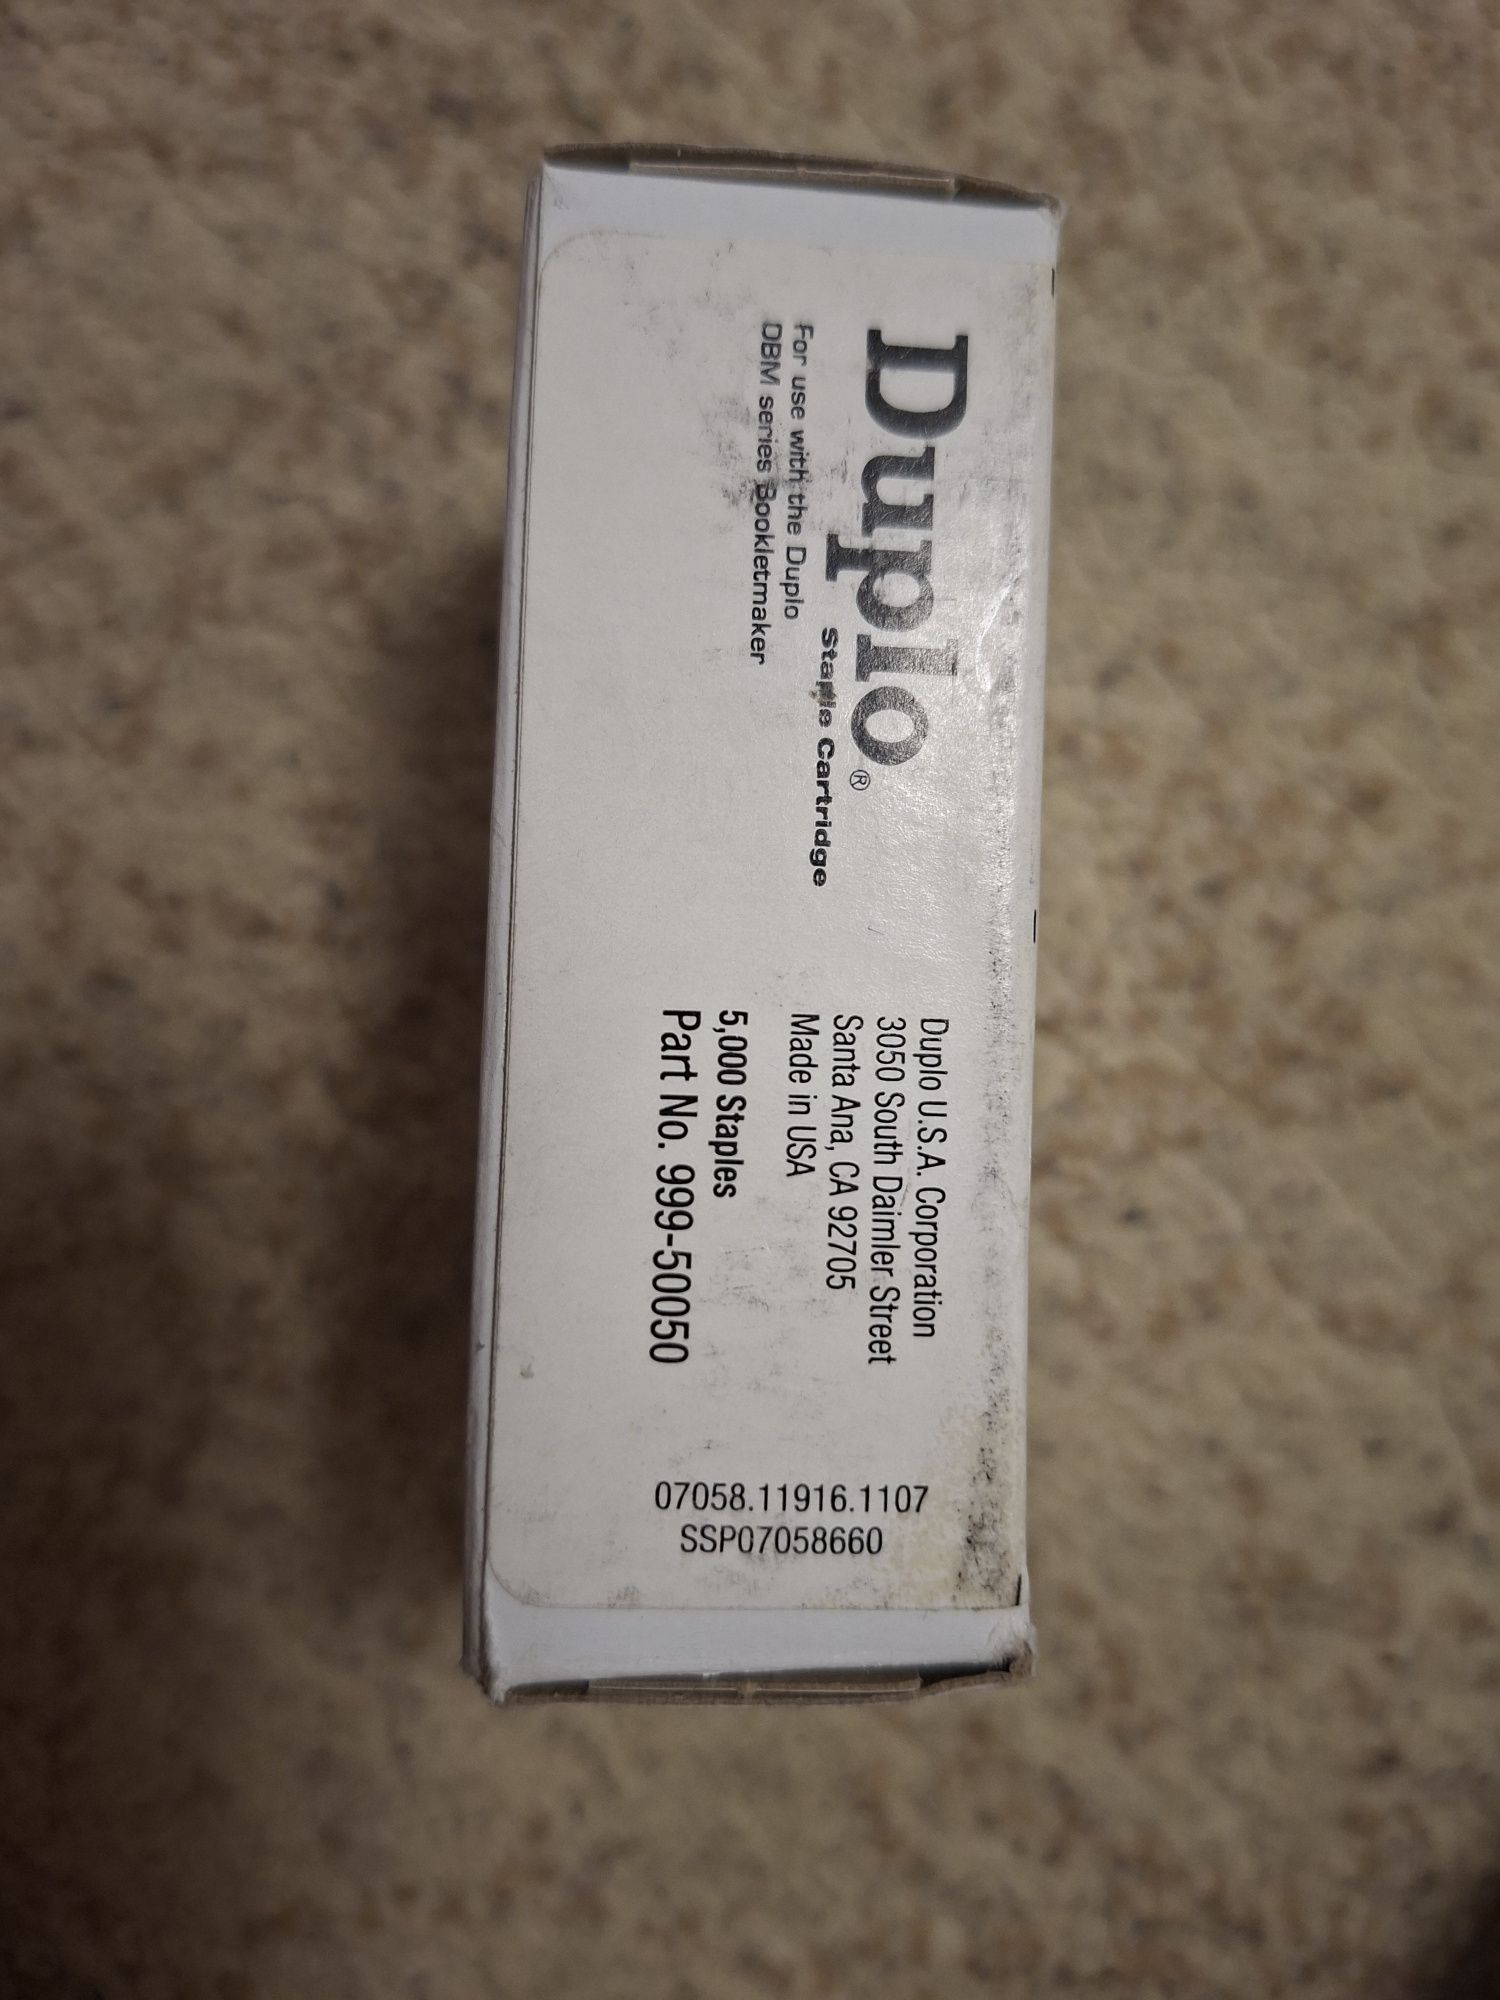 Duplo®
Staple Cartridge
For use with the Duplo
DBM series Bookletmaker
Duplo U.S.A. Corporation
3050 South Daimler Street
Santa Ana, CA 92705
Made in USA
5,000 Staples
Part No. 999-50050
07058.11916.1107
SSP07058660